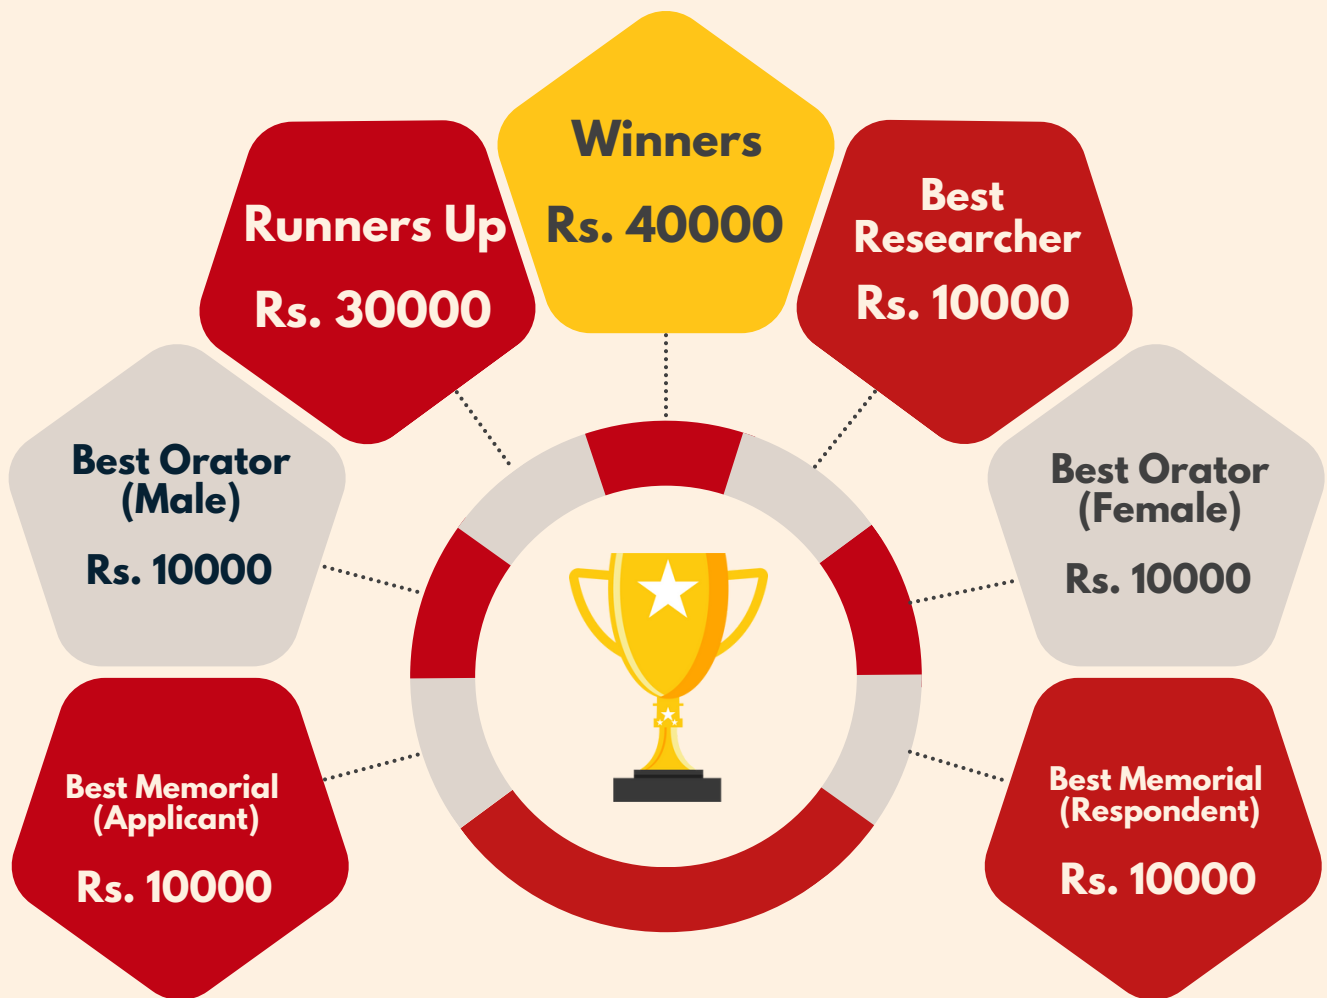 Winners
Rs. 40000
Runners Up
Rs. 30000
Best
Researcher
Rs. 10000
Best Orator
(Male)
Rs. 10000
Best Orator
(Female)
Rs. 10000
Best Memorial
(Applicant)
Rs. 10000
Best Memorial
(Respondent)
Rs. 10000